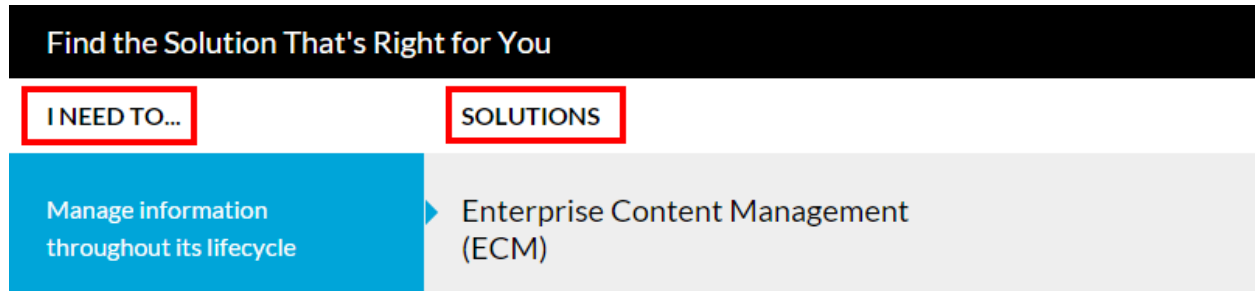 Find the Solution That's Right for You
I NEED TO...
SOLUTIONS
Manage information
throughout its lifecycle
Enterprise Content Management
(ECM)